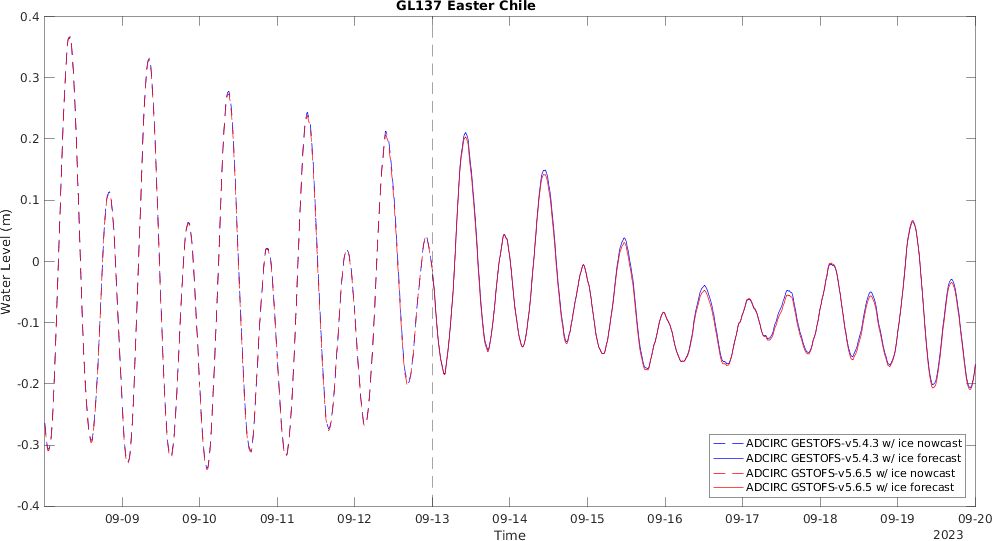 GL137 Easter Chile
0.4
0.3
0.2
0.1
0
-0.1
-0.2
-0.3
-0.4
Water Level (m)
09-09 09-10 09-11 09-12 09-13 09-14 09-15 09-16 09-17 09-18 09-19 09-20
Time
2023
ADCIRC GESTOFS-v5.4.3 w/ ice nowcast
ADCIRC GESTOFS-v5.4.3 w/ ice forecast
ADCIRC GSTOFS-v5.6.5 w/ ice nowcast
ADCIRC GSTOFS-v5.6.5 w/ ice forecast